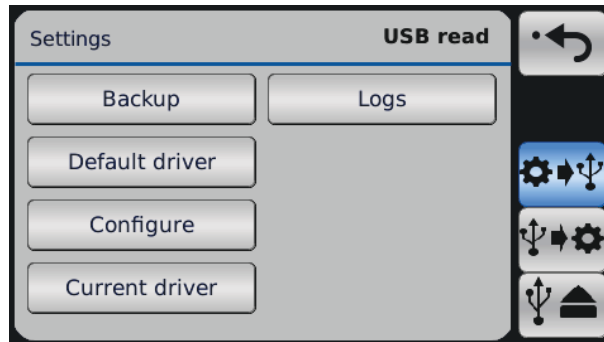 Settings USB read
Backup Logs
Default driver
Configure
Current driver